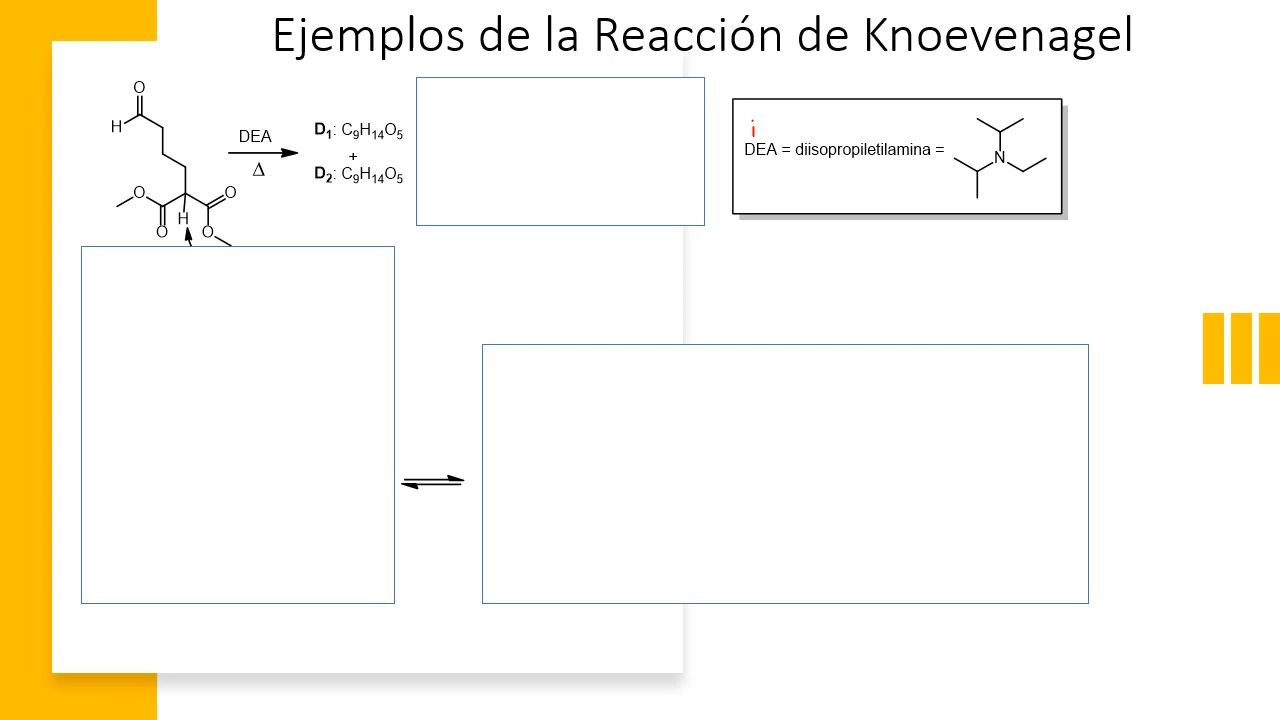 Ejemplos de la Reacción de Knoevenagel
O
H
DEA
Δ
D1: C9H14O5
+
D2: C9H14O5
i
DEA = diisopropiletilamina =
N
O
O
H
O
O